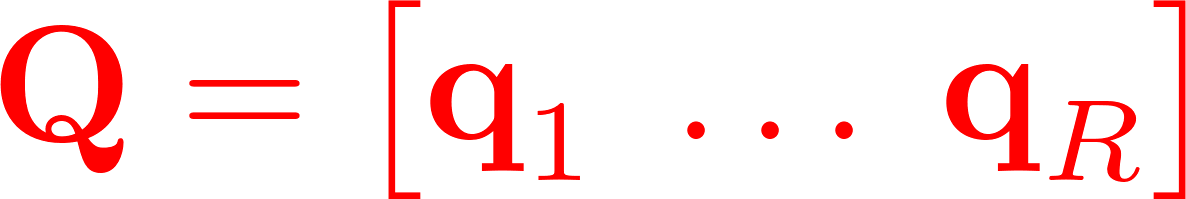 𝐐 = [𝐪₁ … 𝐪_R]